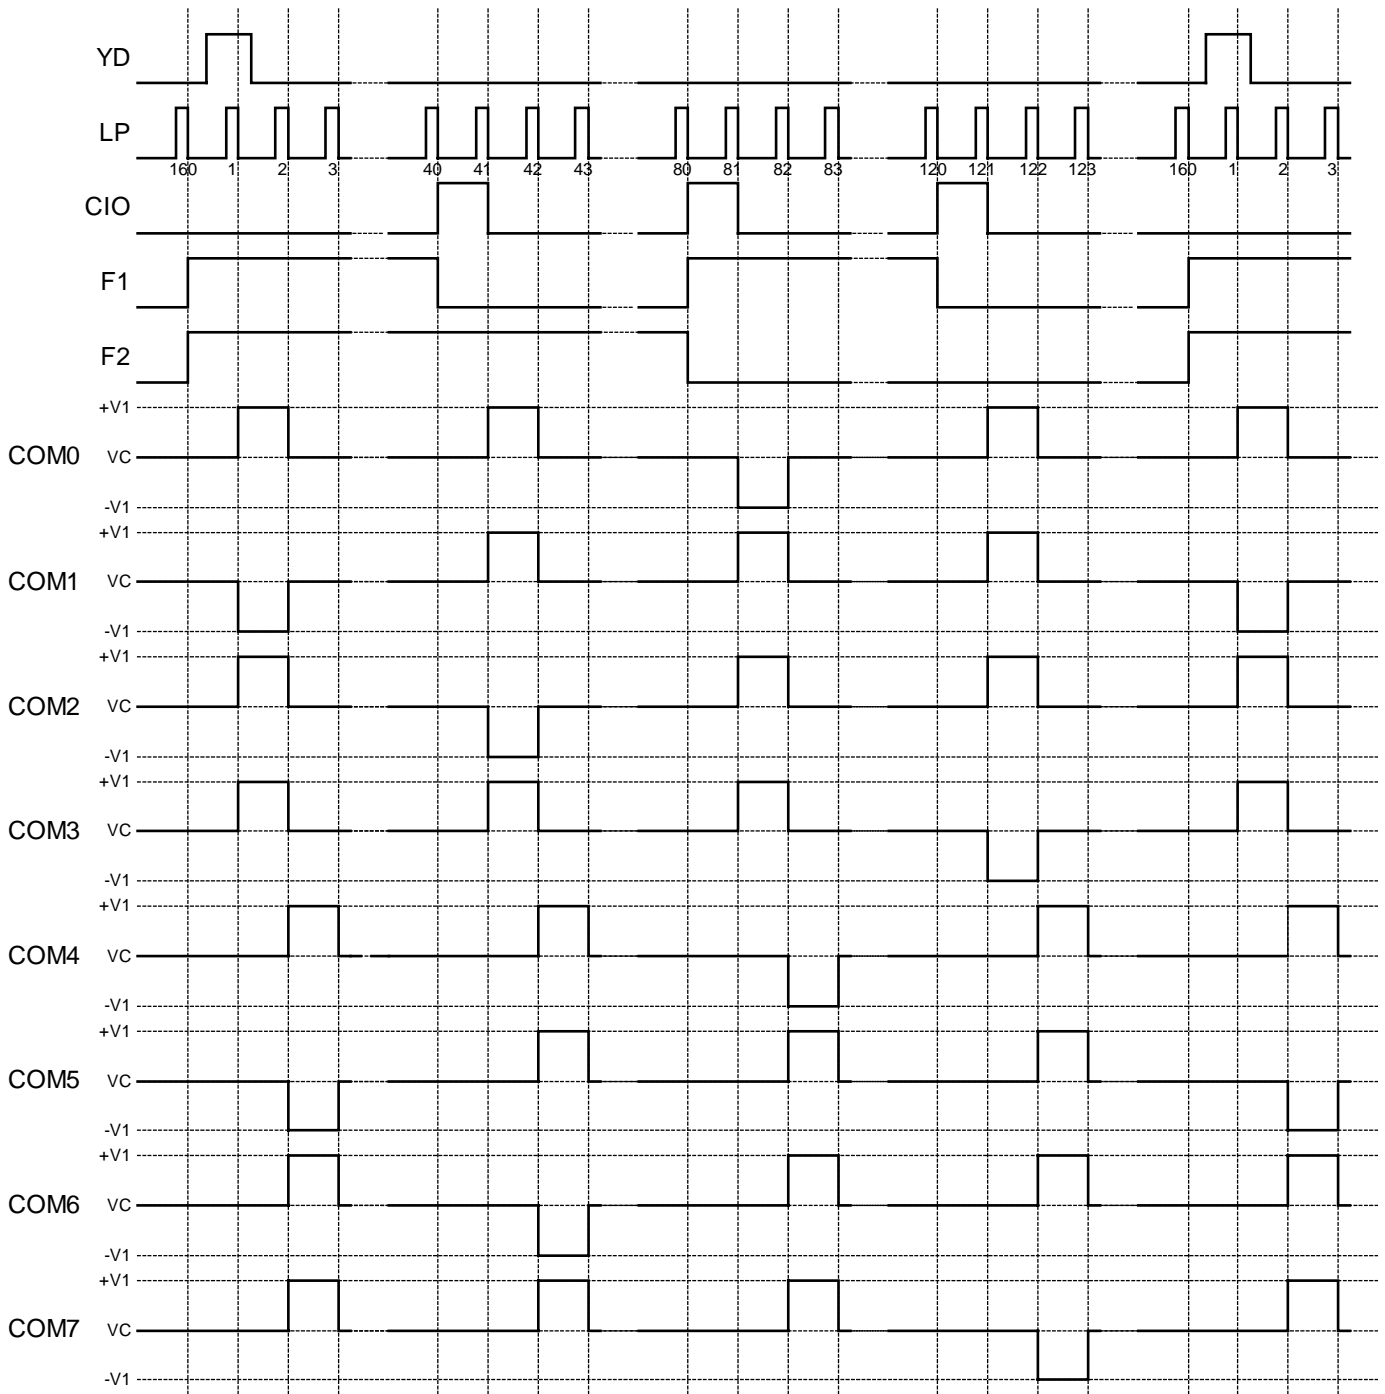 YD
LP
160 1 2 3 40 41 42 43 80 81 82 83 120 121 122 123 160 1 2 3
CIO
F1
F2
+V1
COM0 VC
-V1
+V1
COM1 VC
-V1
+V1
COM2 VC
-V1
+V1
COM3 VC
-V1
+V1
COM4 VC
-V1
+V1
COM5 VC
-V1
+V1
COM6 VC
-V1
+V1
COM7 VC
-V1